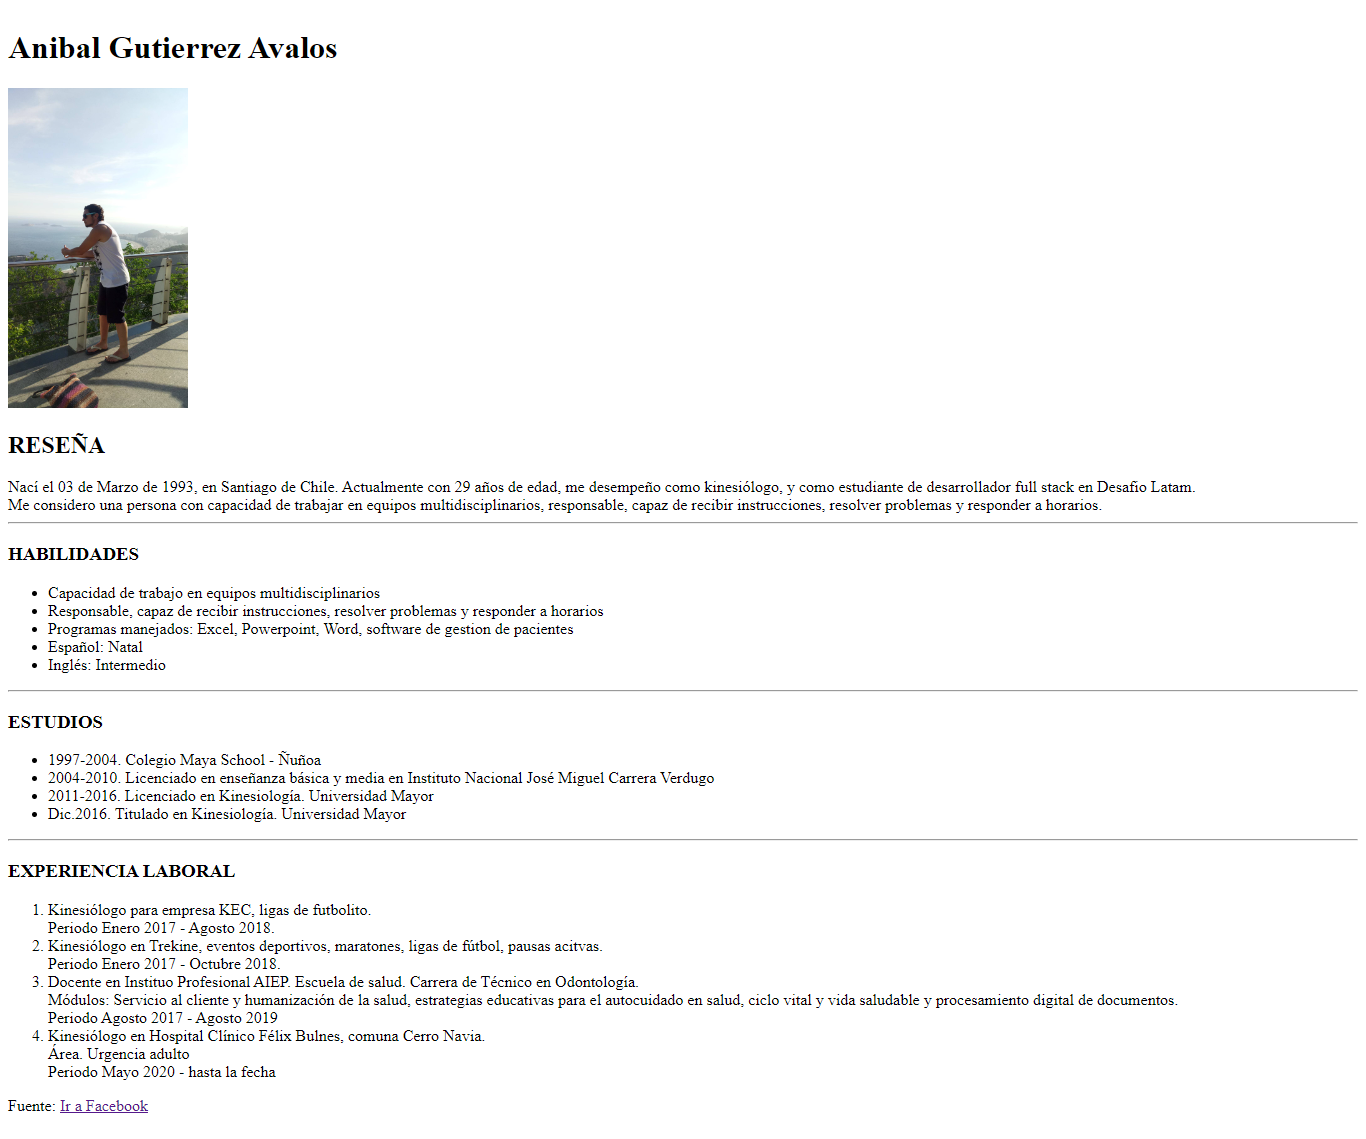 Anibal Gutierrez Avalos
RESEÑA
Nací el 03 de Marzo de 1993, en Santiago de Chile. Actualmente con 29 años de edad, me desempeño como kinesiólogo, y como estudiante de desarrollador full stack en Desafio Latam.
Me considero una persona con capacidad de trabajar en equipos multidisciplinarios, responsable, capaz de recibir instrucciones, resolver problemas y responder a horarios.
HABILIDADES
• Capacidad de trabajo en equipos multidisciplinarios
• Responsable, capaz de recibir instrucciones, resolver problemas y responder a horarios
• Programas manejados: Excel, Powerpoint, Word, software de gestion de pacientes
• Español: Natal
• Inglés: Intermedio
ESTUDIOS
• 1997-2004. Colegio Maya School - Ñuñoa
• 2004-2010. Licenciado en enseñanza básica y media en Instituto Nacional José Miguel Carrera Verdugo
• 2011-2016. Licenciado en Kinesiología. Universidad Mayor
• Dic.2016. Titulado en Kinesiología. Universidad Mayor
EXPERIENCIA LABORAL
1. Kinesiólogo para empresa KEC, ligas de futbolito.
Periodo Enero 2017 - Agosto 2018.
2. Kinesiólogo en Trekine, eventos deportivos, maratones, ligas de fútbol, pausas acitvas.
Periodo Enero 2017 - Octubre 2018.
3. Docente en Instituo Profesional AIEP. Escuela de salud. Carrera de Técnico en Odontología.
Módulos: Servicio al cliente y humanización de la salud, estrategias educativas para el autocuidado en salud, ciclo vital y vida saludable y procesamiento digital de documentos.
Periodo Agosto 2017 - Agosto 2019
4. Kinesiólogo en Hospital Clínico Félix Bulnes, comuna Cerro Navia.
Área. Urgencia adulto
Periodo Mayo 2020 - hasta la fecha
Fuente: Ir a Facebook